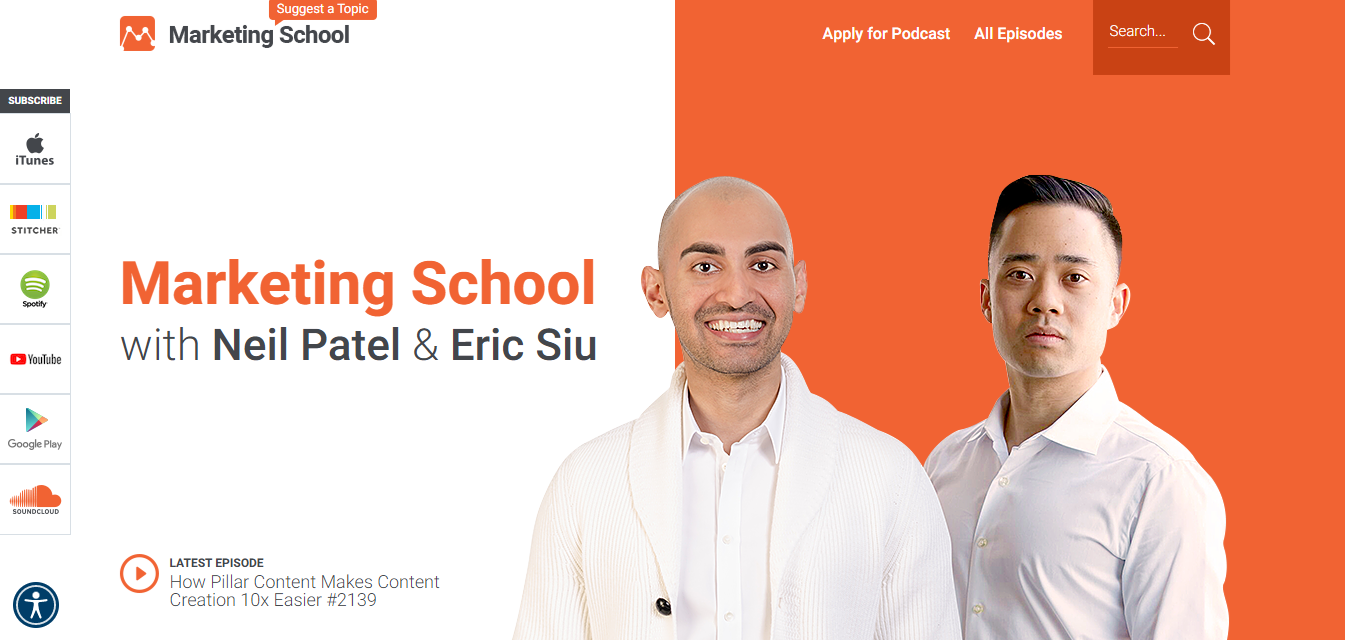 Suggest a Topic
Marketing School
Apply for Podcast
All Episodes
Search...
SUBSCRIBE
iTunes
STITCHER
Spotify
YouTube
Google Play
SOUNDCLOUD
Marketing School
with Neil Patel & Eric Siu
LATEST EPISODE
How Pillar Content Makes Content
Creation 10x Easier #2139